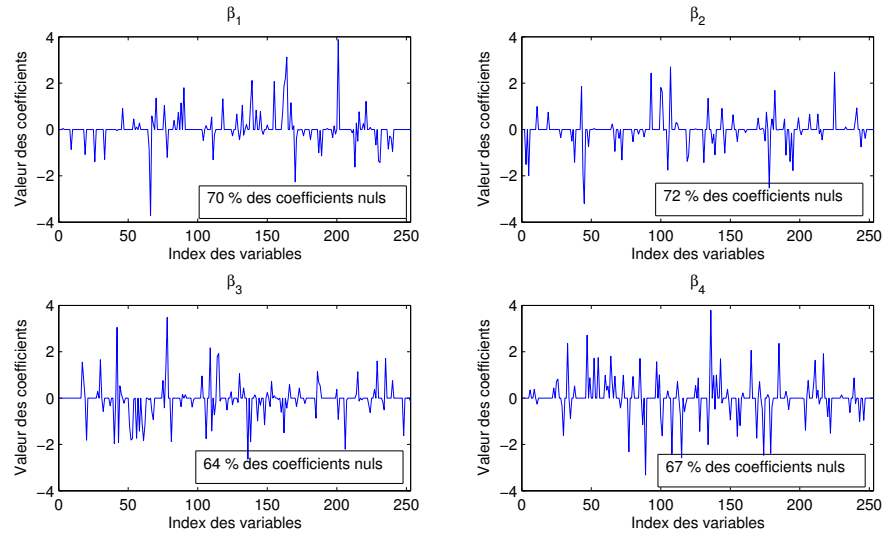 β1
Valeur des coefficients
4
2
0
−2
−4
70 % des coefficients nuls
0 50 100 150 200 250
Index des variables
β2
Valeur des coefficients
4
2
0
−2
−4
72 % des coefficients nuls
0 50 100 150 200 250
Index des variables
β3
Valeur des coefficients
4
2
0
−2
−4
64 % des coefficients nuls
0 50 100 150 200 250
Index des variables
β4
Valeur des coefficients
4
2
0
−2
−4
67 % des coefficients nuls
0 50 100 150 200 250
Index des variables